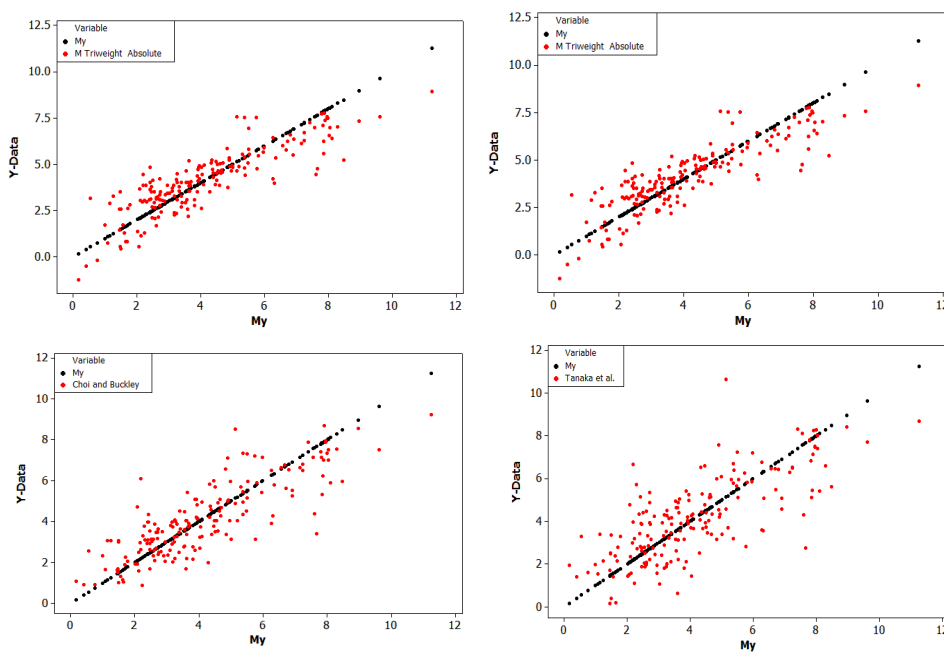 12.5
10.0
7.5
5.0
2.5
0.0
Y-Data
Variable
My
M Triweight Absolute
0 2 4 6 8 10 12
My
12.5
10.0
7.5
5.0
2.5
0.0
Y-Data
Variable
My
M Triweight Absolute
0 2 4 6 8 10 12
My
12
10
8
6
4
2
0
Y-Data
Variable
My
Choi and Buckley
0 2 4 6 8 10 12
My
12
10
8
6
4
2
0
Y-Data
Variable
My
Tanaka et al.
0 2 4 6 8 10 12
My